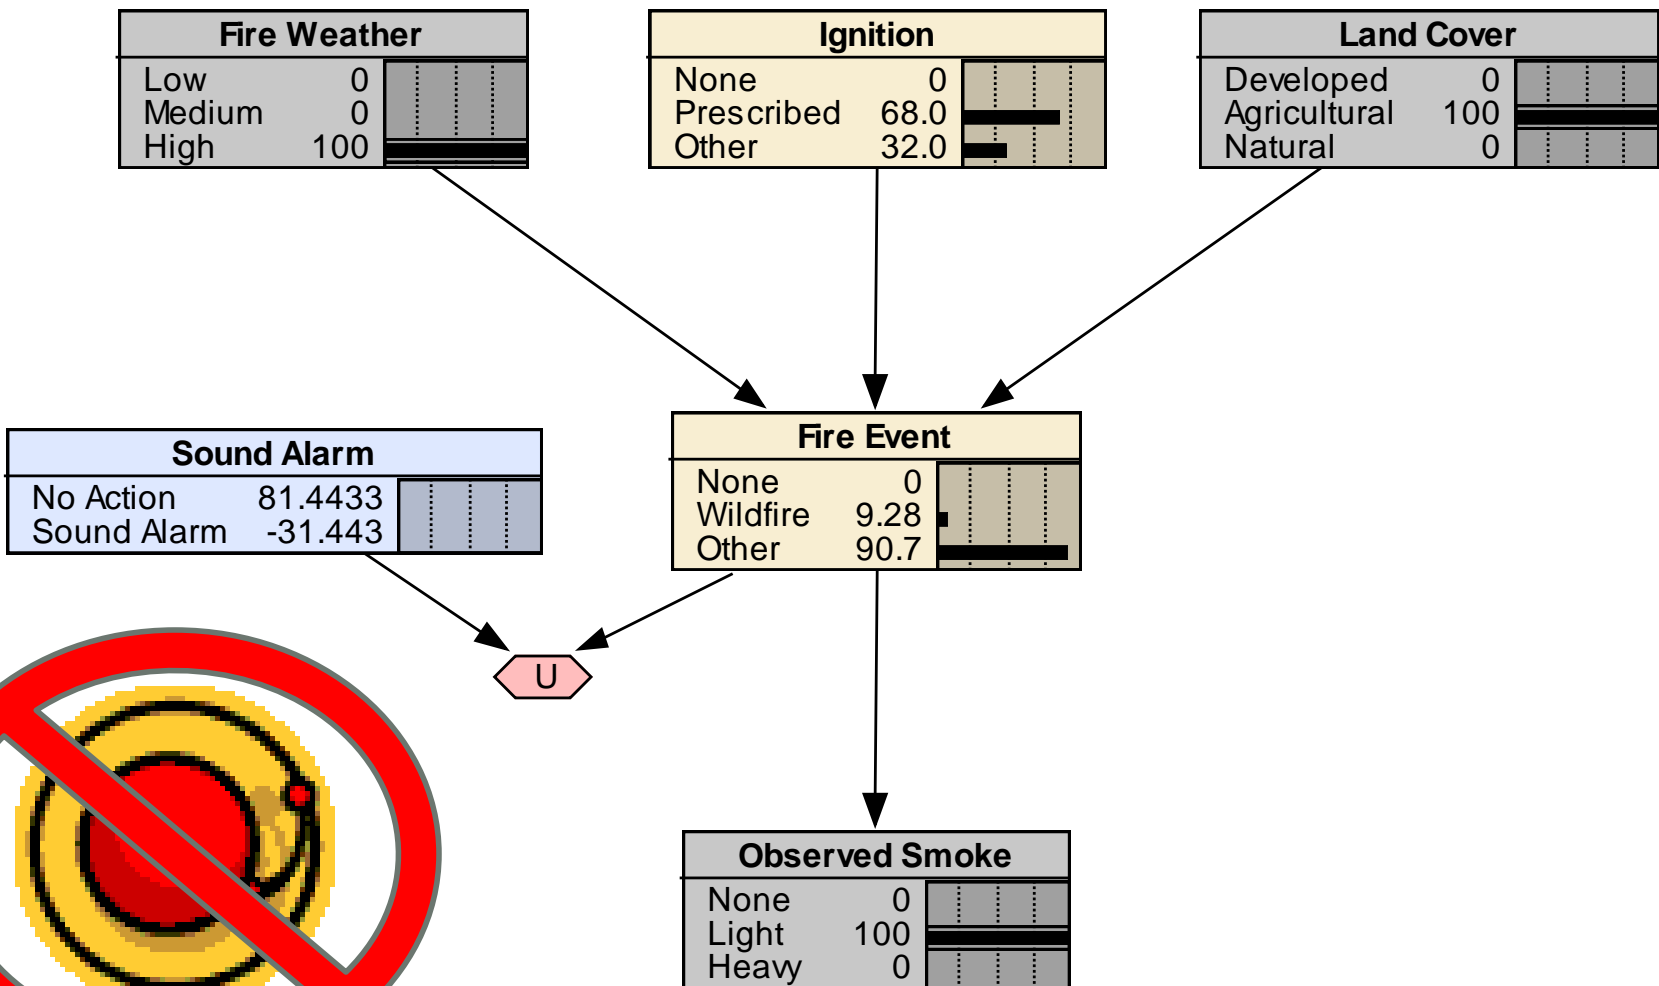 Fire Weather
Low 0
Medium 0
High 100
Ignition
None 0
Prescribed 68.0
Other 32.0
Land Cover
Developed 0
Agricultural 100
Natural 0
Sound Alarm
No Action 81.4433
Sound Alarm -31.443
Fire Event
None 0
Wildfire 9.28
Other 90.7
U
Observed Smoke
None 0
Light 100
Heavy 0